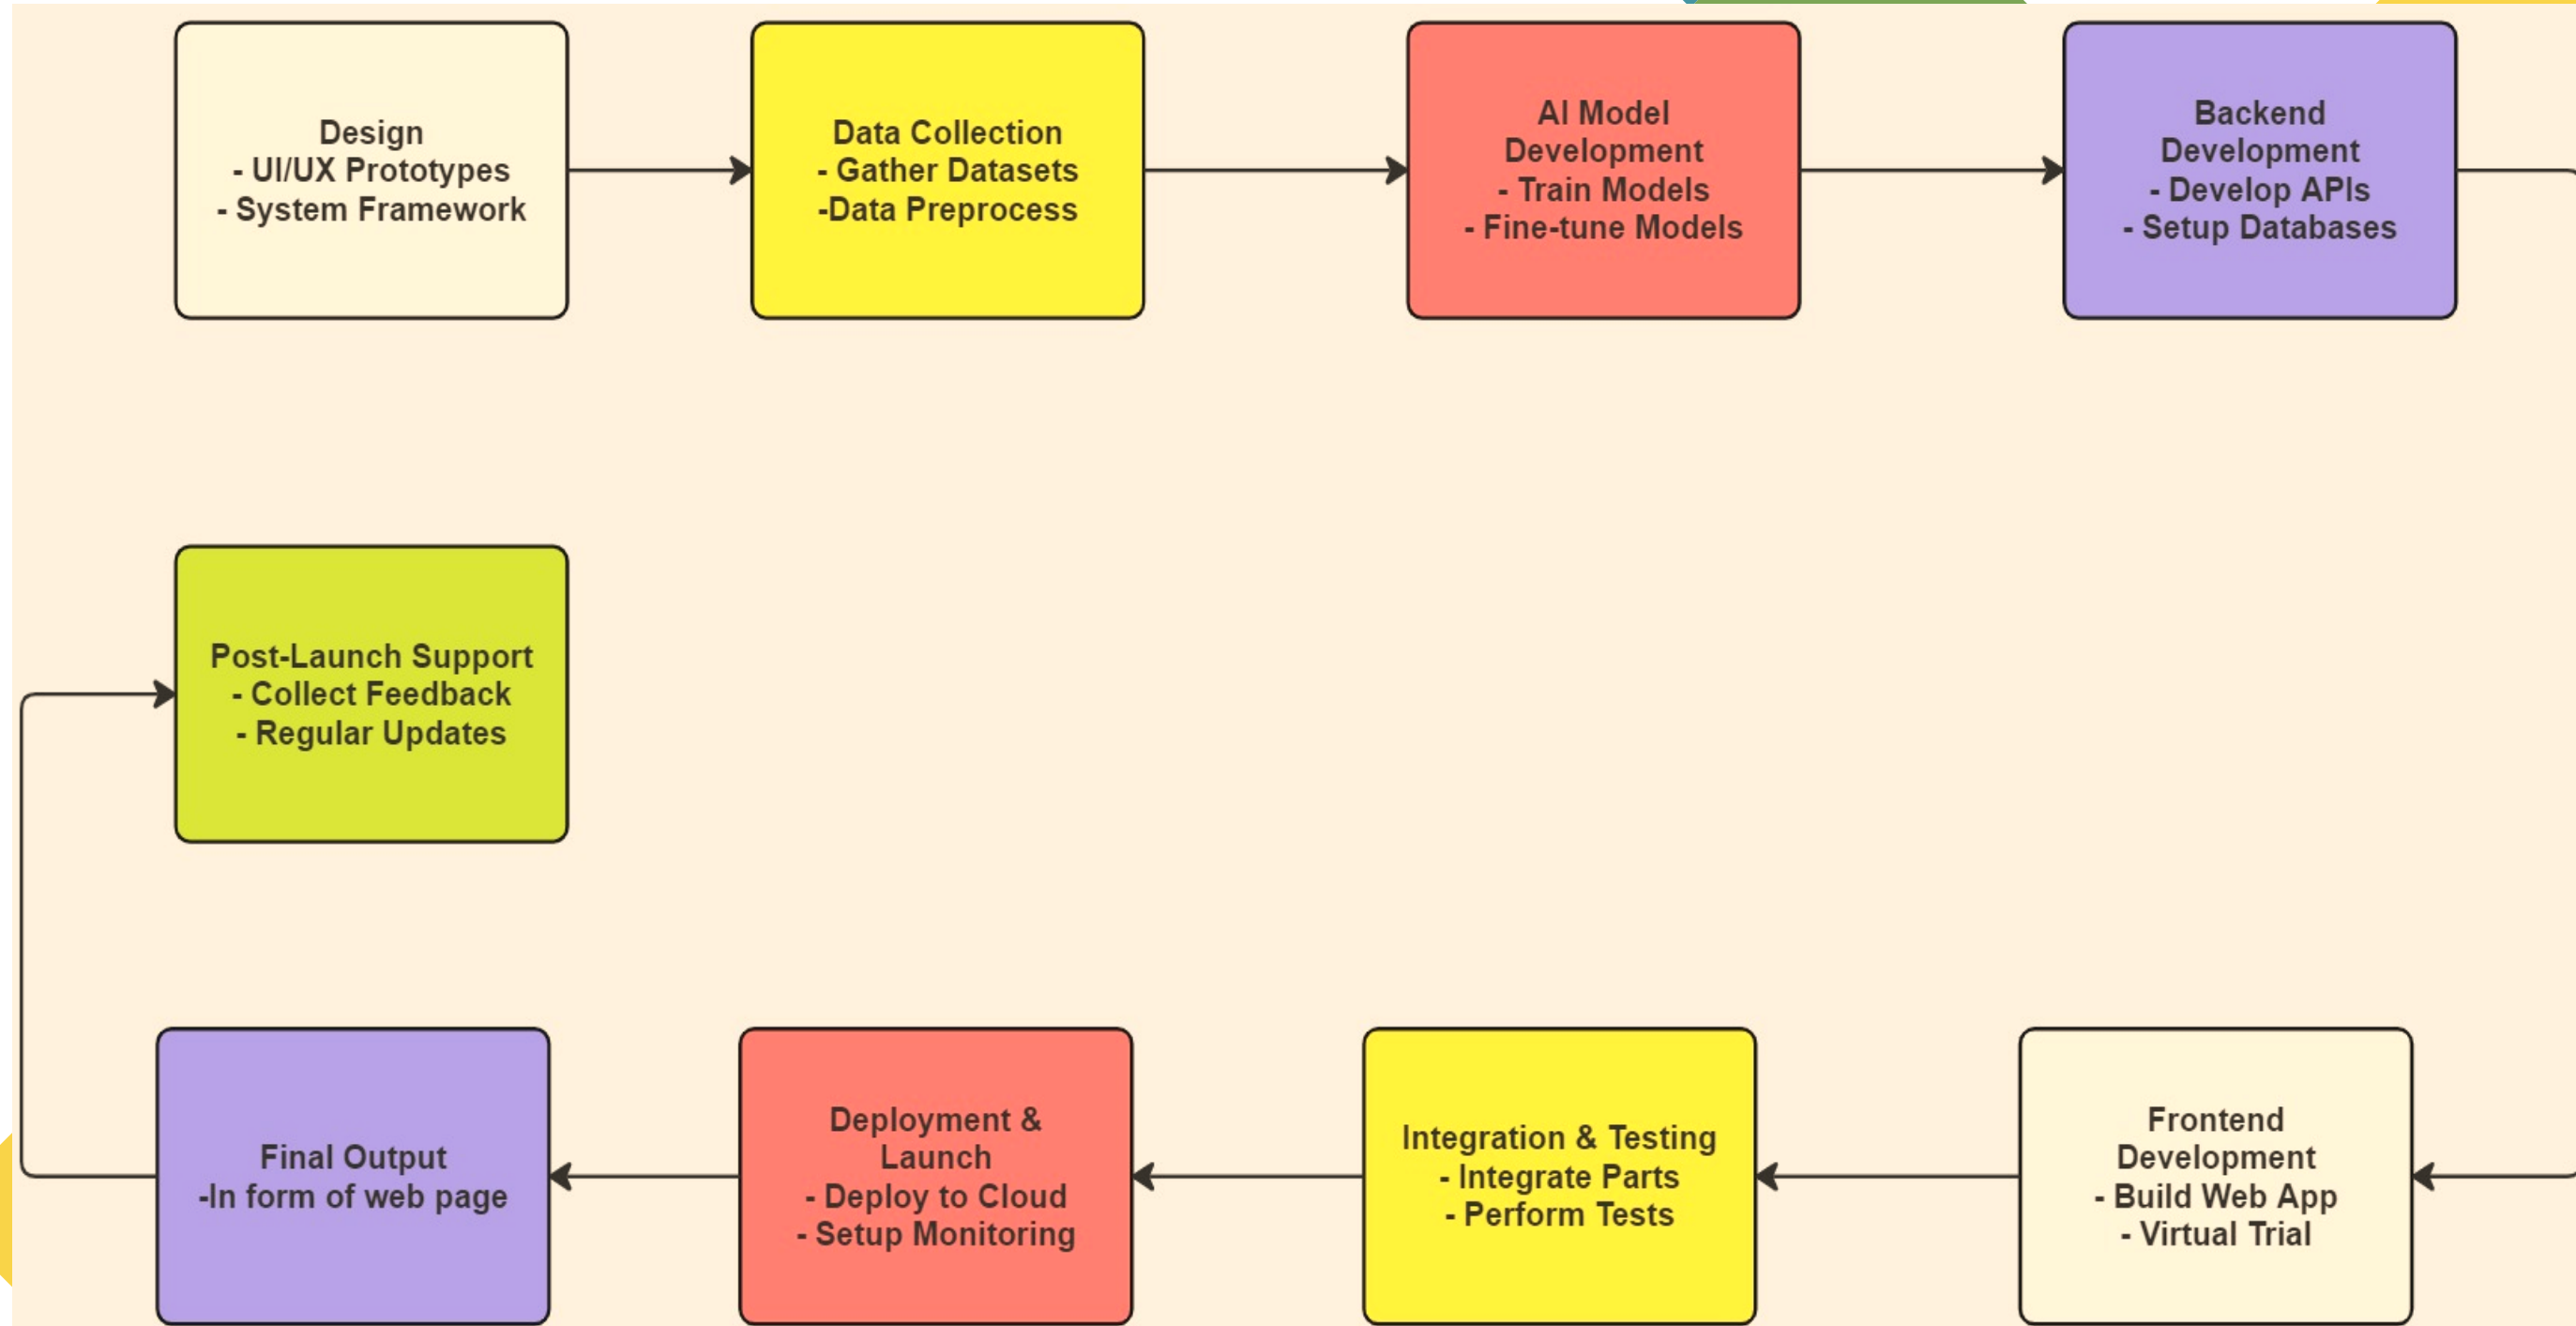 Design
- UI/UX Prototypes
- System Framework
Data Collection
- Gather Datasets
-Data Preprocess
AI Model
Development
- Train Models
- Fine-tune Models
Backend
Development
- Develop APIs
- Setup Databases
Post-Launch Support
- Collect Feedback
- Regular Updates
Final Output
-In form of web page
Deployment &
Launch
- Deploy to Cloud
- Setup Monitoring
Integration & Testing
- Integrate Parts
- Perform Tests
Frontend
Development
- Build Web App
- Virtual Trial